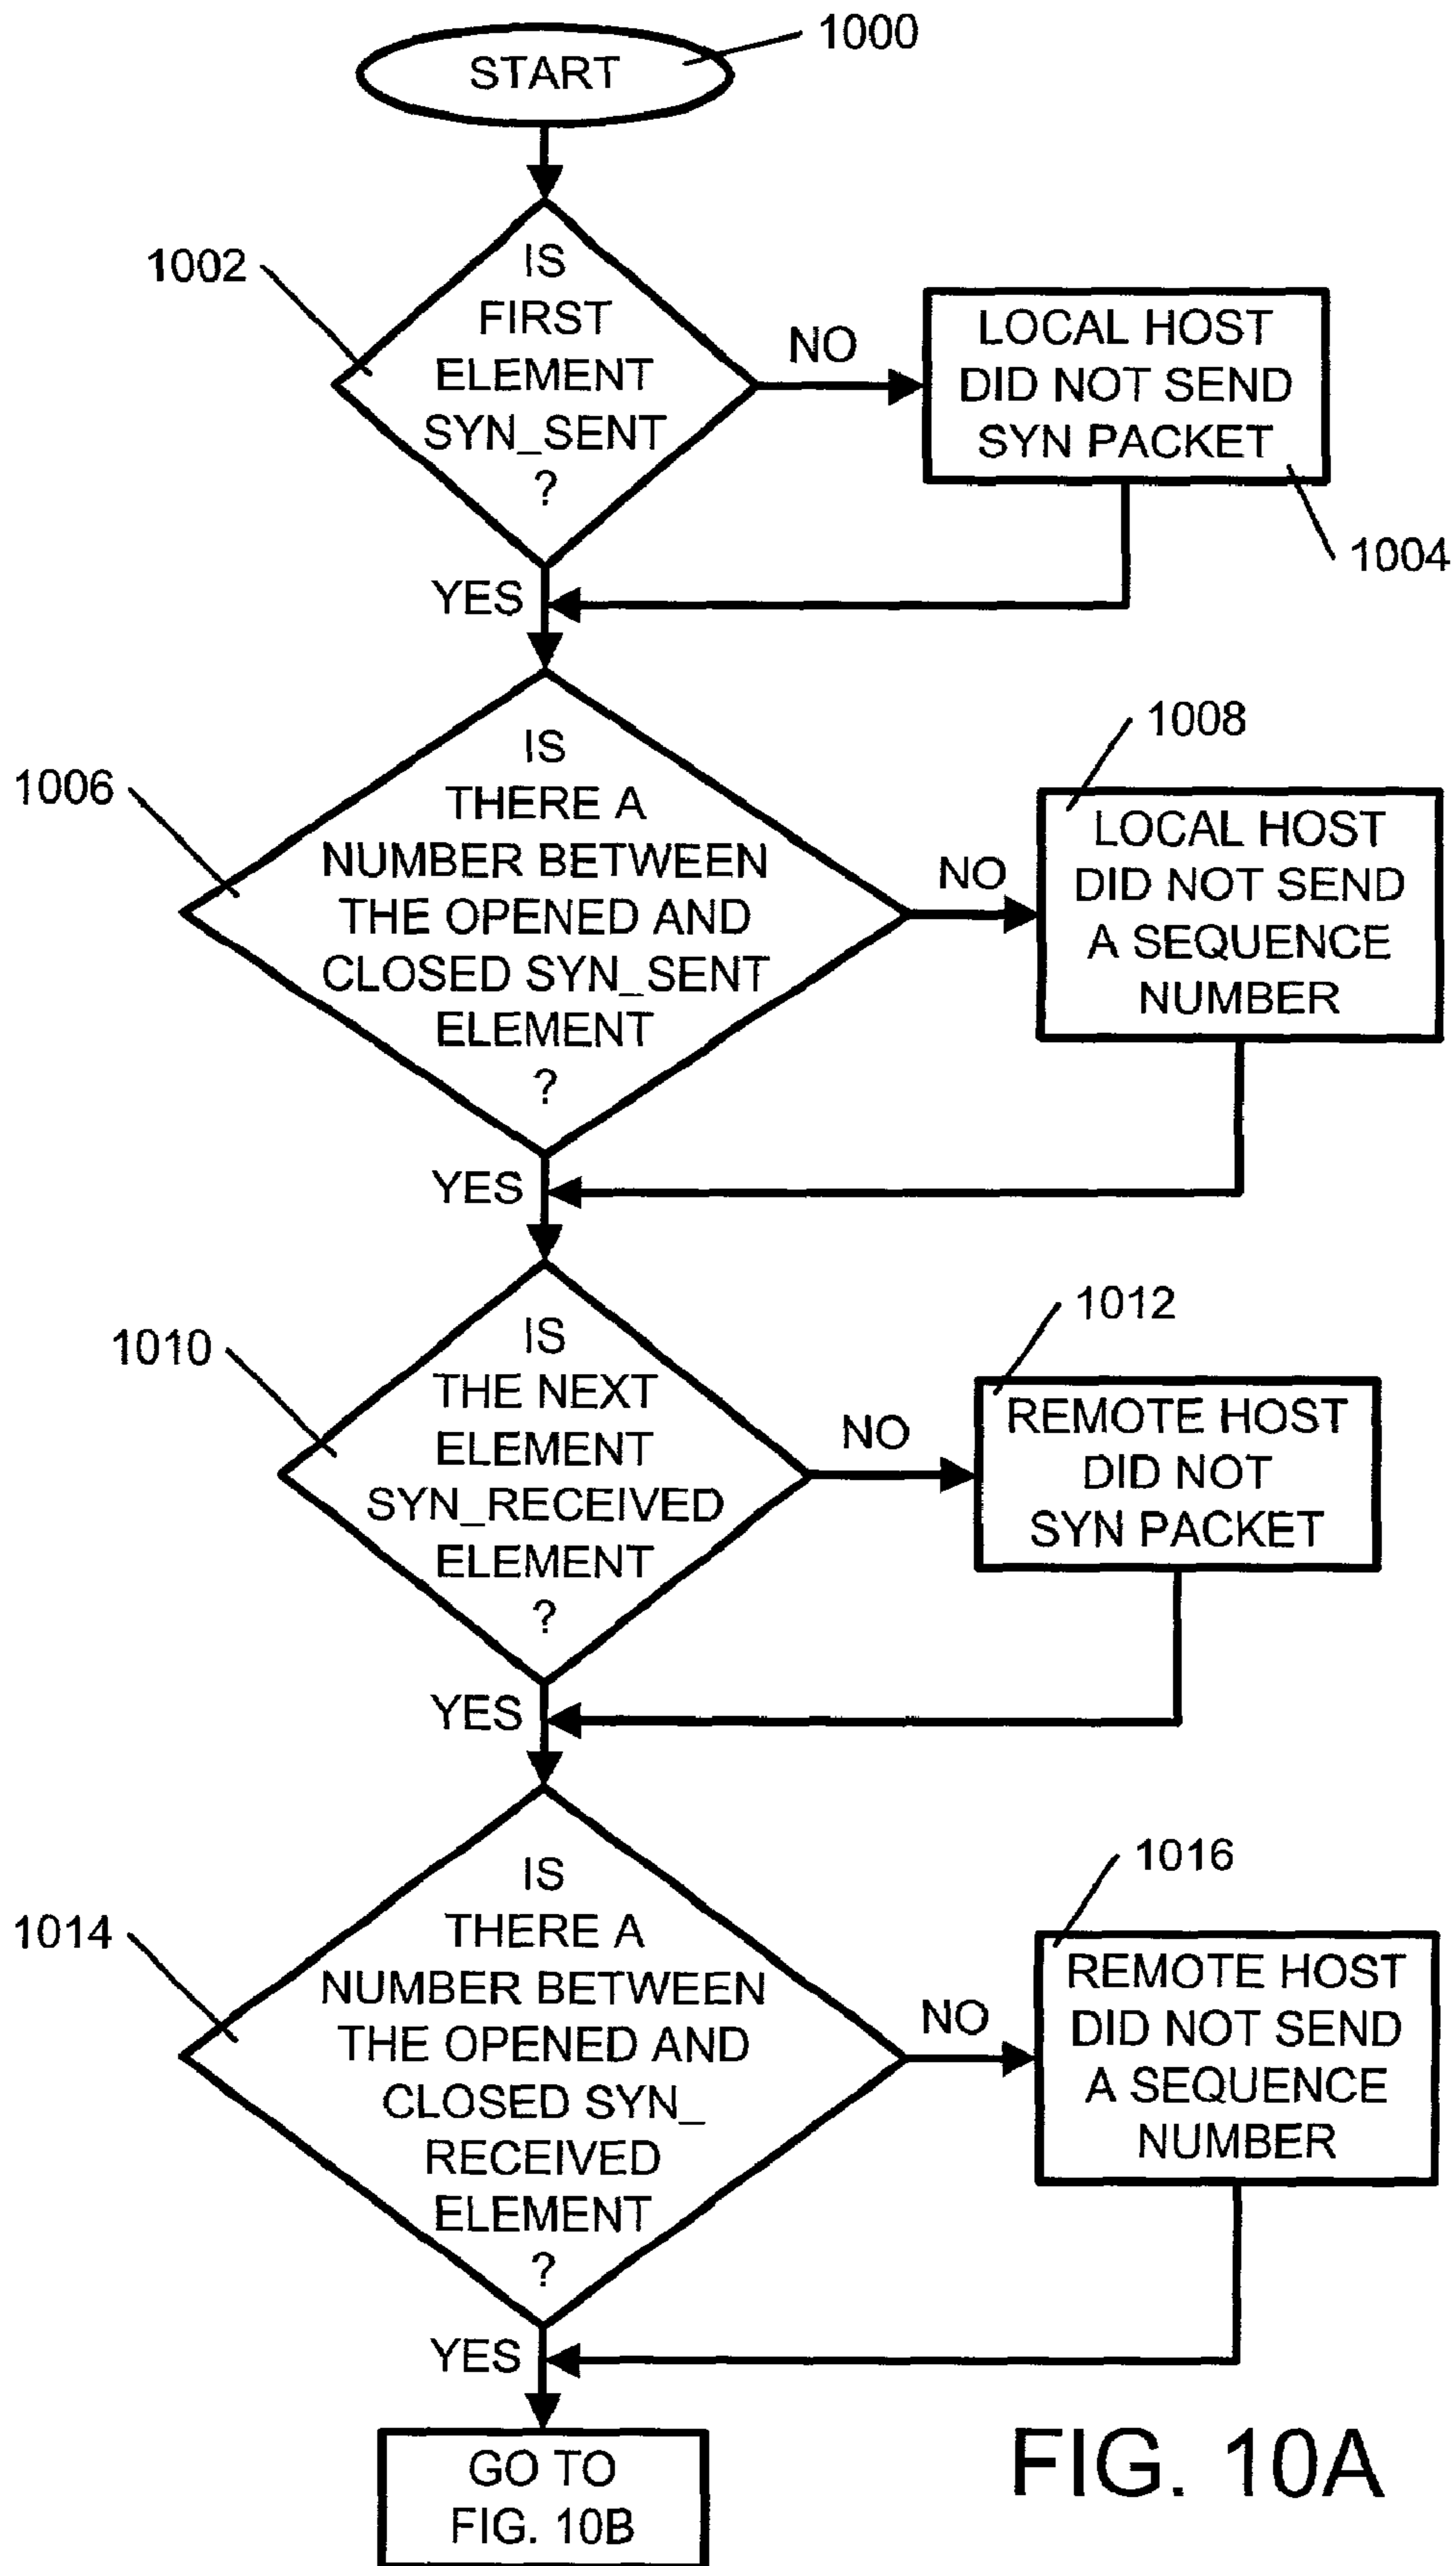 1000
START
1002
IS
FIRST
ELEMENT
SYN_SENT
?
NO
LOCAL HOST
DID NOT SEND
SYN PACKET
1004
YES
1006
IS
THERE A
NUMBER BETWEEN
THE OPENED AND
CLOSED SYN_SENT
ELEMENT
?
NO
1008
LOCAL HOST
DID NOT SEND
A SEQUENCE
NUMBER
YES
1010
IS
THE NEXT
ELEMENT
SYN_RECEIVED
ELEMENT
?
NO
1012
REMOTE HOST
DID NOT
SYN PACKET
YES
1014
IS
THERE A
NUMBER BETWEEN
THE OPENED AND
CLOSED SYN_
RECEIVED
ELEMENT
?
NO
1016
REMOTE HOST
DID NOT SEND
A SEQUENCE
NUMBER
YES
GO TO
FIG. 10B
FIG. 10A